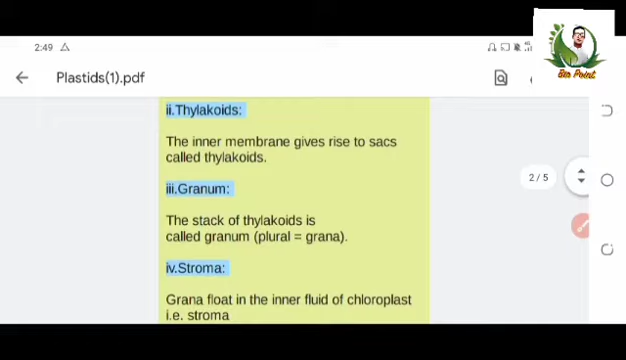 2:49
Plastids(1).pdf
Bio Point
ii.Thylakoids:
The inner membrane gives rise to sacs
called thylakoids.
2 / 5
iii.Granum:
The stack of thylakoids is
called granum (plural = grana).
iv.Stroma:
Grana float in the inner fluid of chloroplast
i.e. stroma